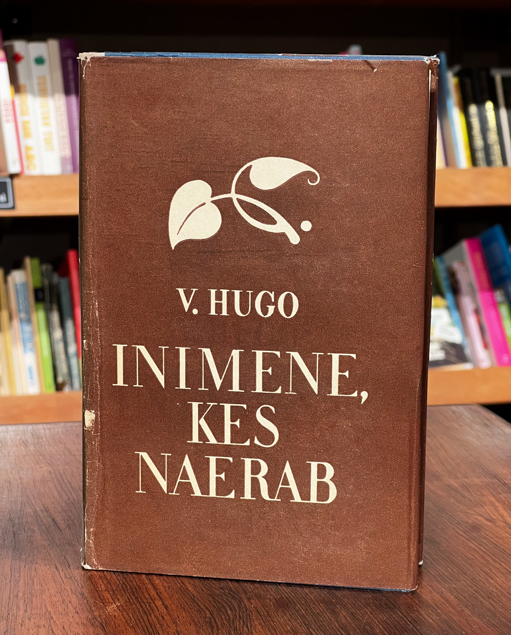 V. HUGO
INIMENE,
KES
NAERAB